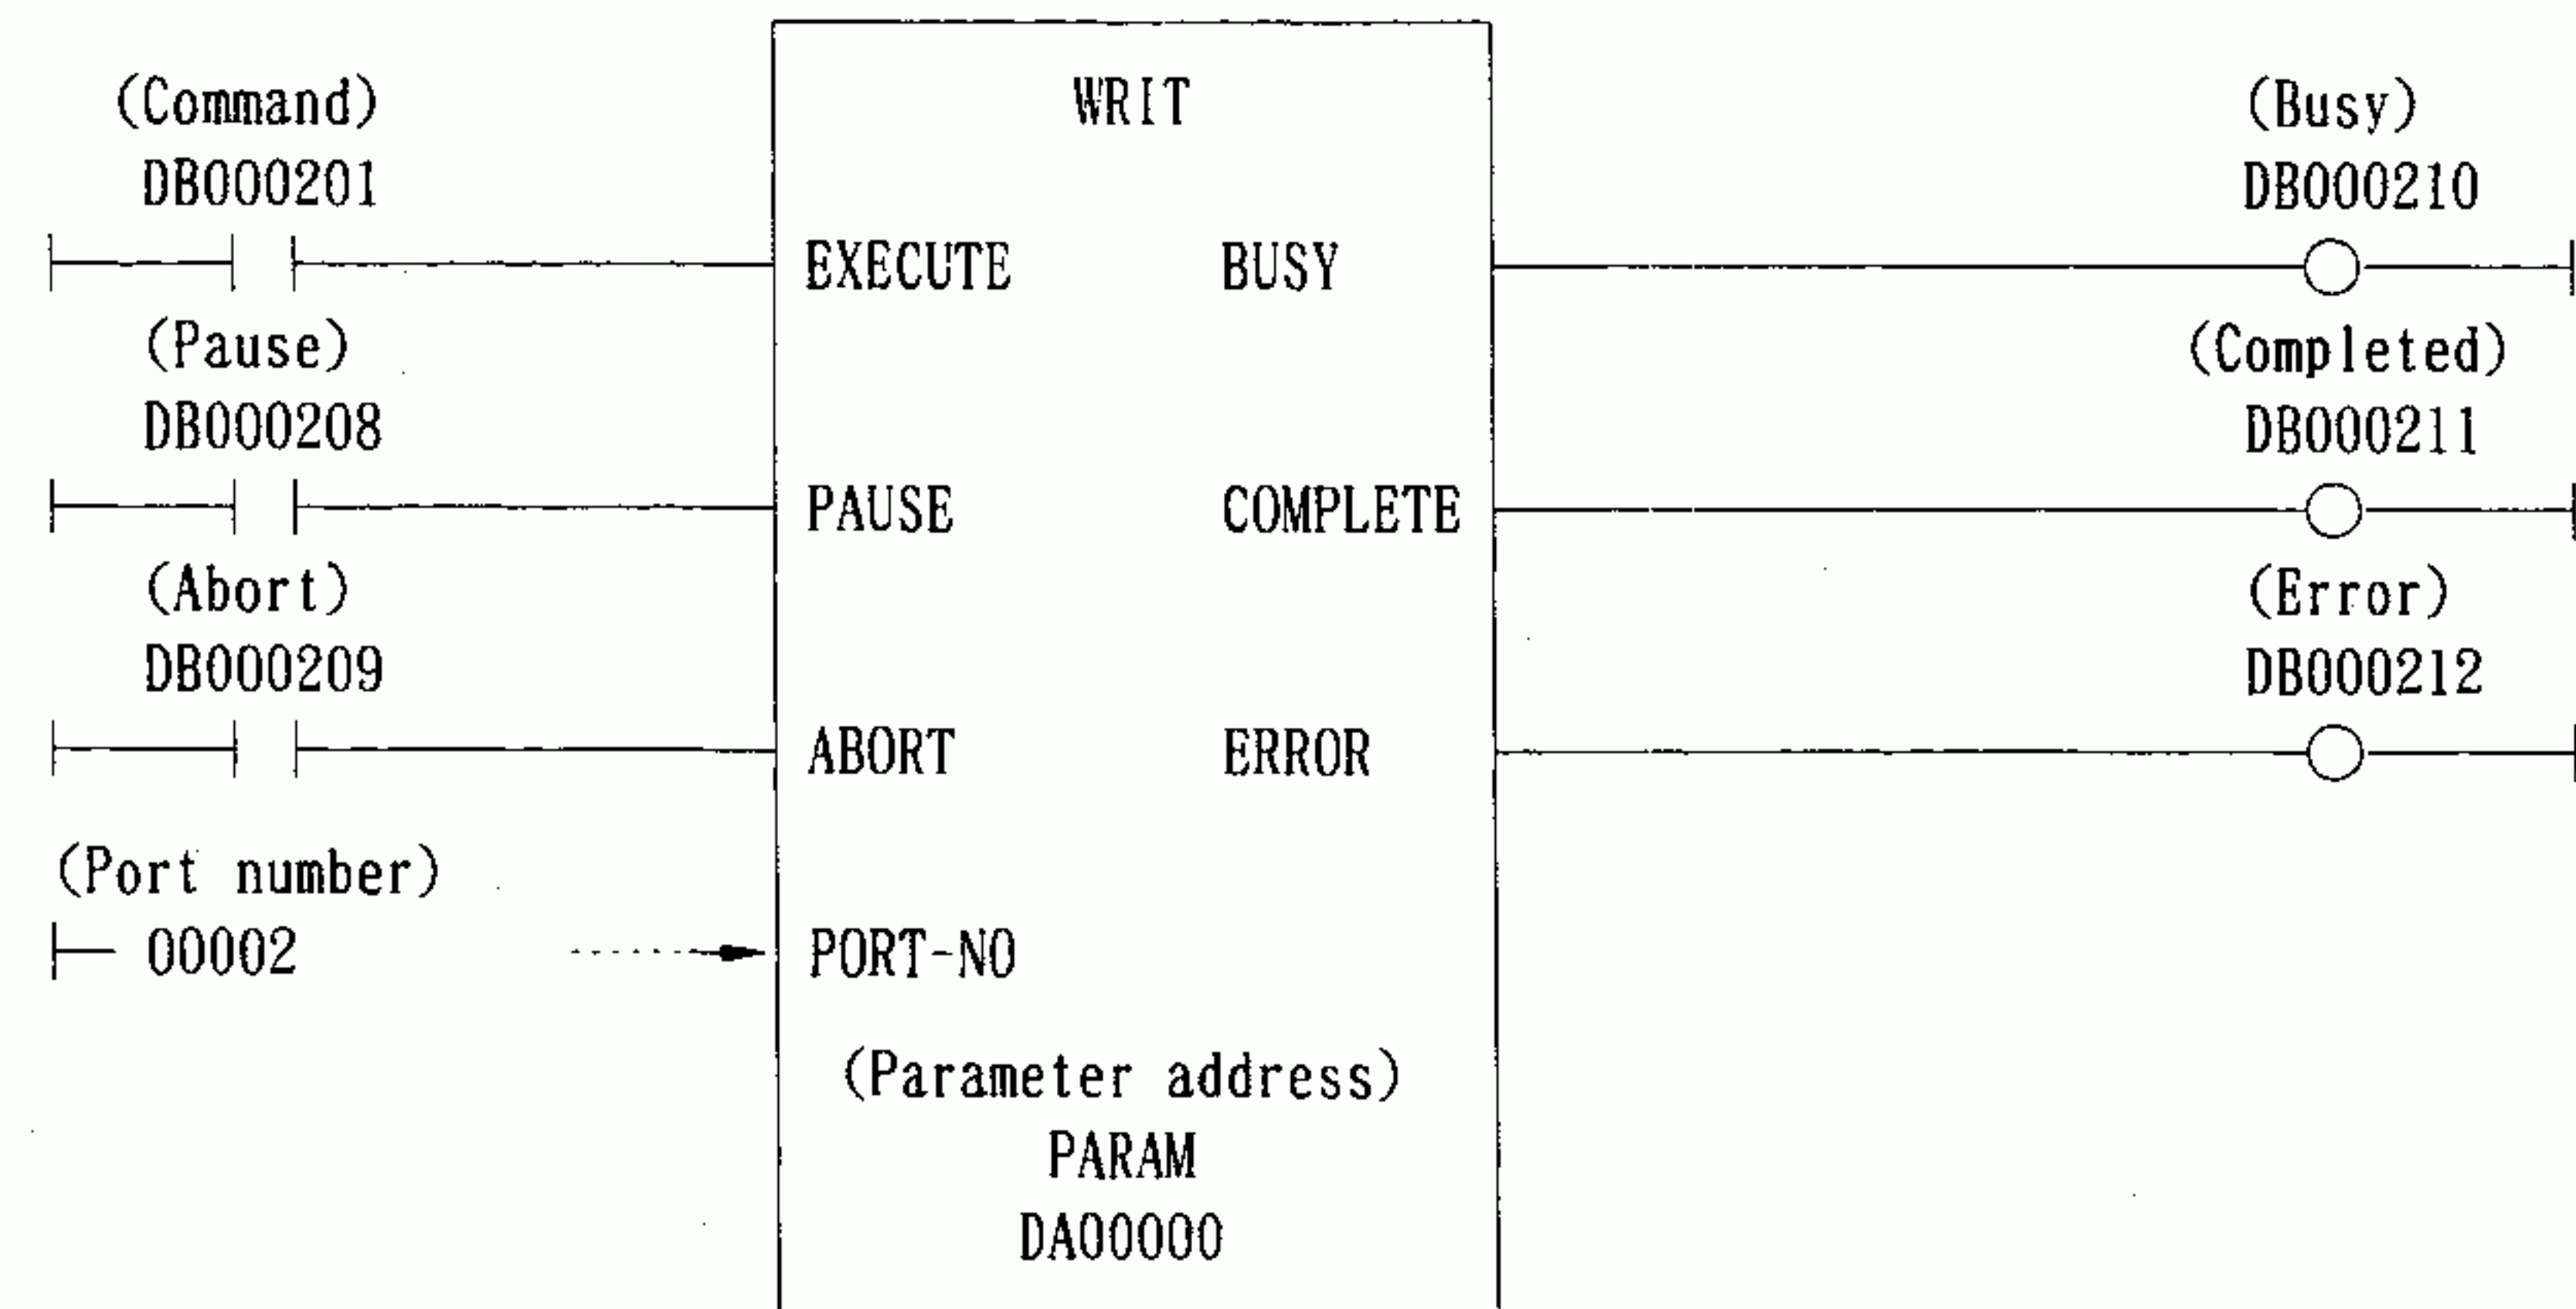 WRIT
(Command)
DB000201
EXECUTE
BUSY
(Busy)
DB000210
(Pause)
DB000208
PAUSE
COMPLETE
(Completed)
DB000211
(Abort)
DB000209
ABORT
ERROR
(Error)
DB000212
(Port number)
00002
PORT-NO
(Parameter address)
PARAM
DA00000